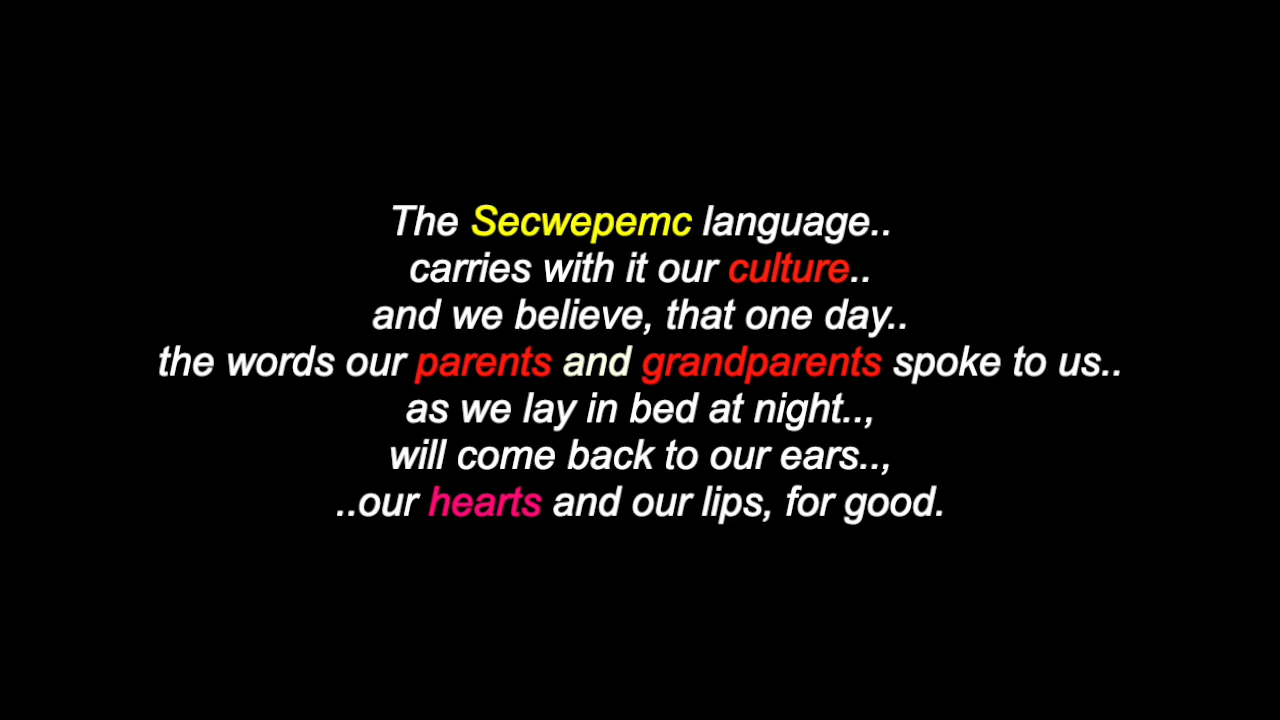 The Secwepemc language..
carries with it our culture..
and we believe, that one day..
the words our parents and grandparents spoke to us..
as we lay in bed at night..,
will come back to our ears..,
..our hearts and our lips, for good.